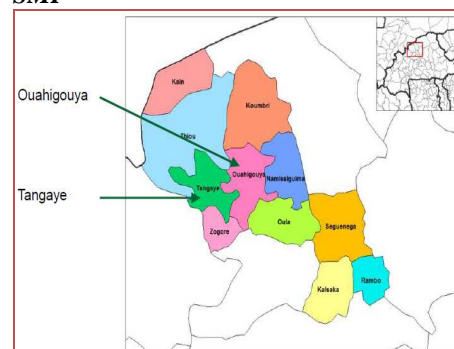 SMI
Kain
Ouahigouya
Koumbri
Thiou
Ouahigouya
Namissiguima
Tangaye
Tangaye
Zogore
Oula
Seguenega
Kalsaka
Rambo